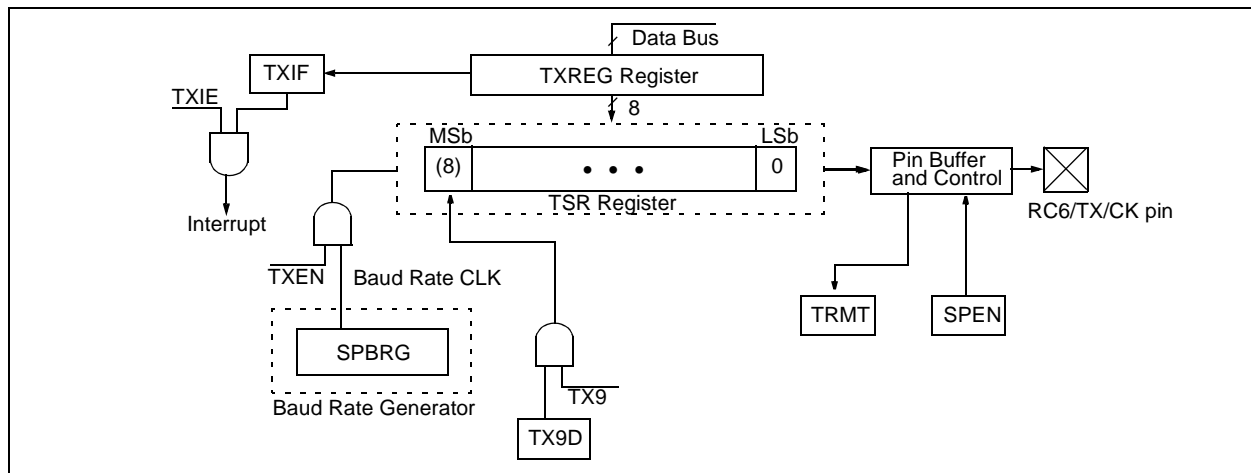 Data Bus
TXIF
TXREG Register
TXIE
8
MSb
LSb
(8)
• • •
0
Pin Buffer
and Control
TSR Register
RC6/TX/CK pin
Interrupt
TXEN
Baud Rate CLK
TRMT
SPEN
SPBRG
TX9
Baud Rate Generator
TX9D